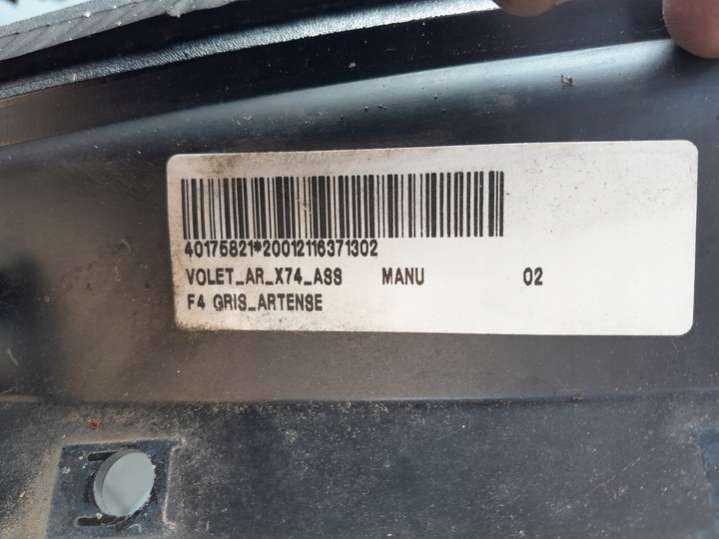 40175821*20012116371302
VOLET_AR_X74_ASS MANU 02
F4 GRIS_ARTENSE